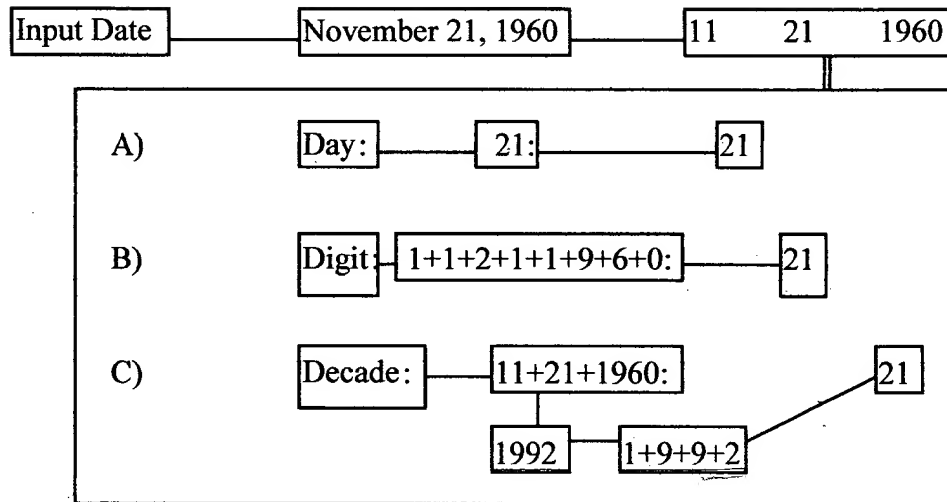 Input Date November 21, 1960 11 21 1960
A) Day: 21: 21
B) Digit: 1+1+2+1+1+9+6+0: 21
C) Decade: 11+21+1960: 21
1992 1+9+9+2